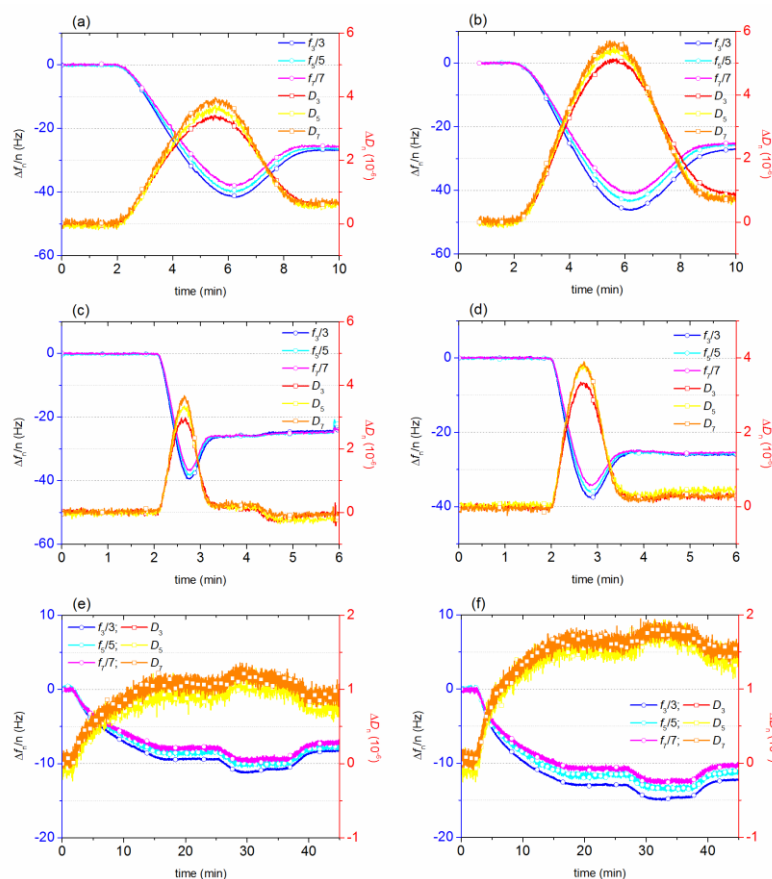 (a)
f₃/3
f₅/5
f₇/7
D₃
D₅
D₇
Δfₙ/n (Hz)
0
-20
-40
-60
ΔDₙ (10⁻⁶)
6
5
4
3
2
1
0
0 2 4 6 8 10
time (min)
(b)
f₃/3
f₅/5
f₇/7
D₃
D₅
D₇
Δfₙ/n (Hz)
0
-20
-40
-60
ΔDₙ (10⁻⁶)
6
5
4
3
2
1
0
0 2 4 6 8 10
time (min)
(c)
f₃/3
f₅/5
f₇/7
D₃
D₅
D₇
Δfₙ/n (Hz)
0
-20
-40
-60
ΔDₙ (10⁻⁶)
5
4
3
2
1
0
0 1 2 3 4 5 6
time (min)
(d)
f₃/3
f₅/5
f₇/7
D₃
D₅
D₇
Δfₙ/n (Hz)
0
-20
-40
ΔDₙ (10⁻⁶)
5
4
3
2
1
0
0 1 2 3 4 5 6
time (min)
(e)
f₃/3; D₃
f₅/5; D₅
f₇/7; D₇
Δfₙ/n (Hz)
10
0
-10
-20
ΔDₙ (10⁻⁶)
2
1
0
-1
0 10 20 30 40
time (min)
(f)
f₃/3; D₃
f₅/5; D₅
f₇/7; D₇
Δfₙ/n (Hz)
10
5
0
-5
-10
-15
-20
ΔDₙ (10⁻⁶)
2
1
0
-1
0 10 20 30 40
time (min)